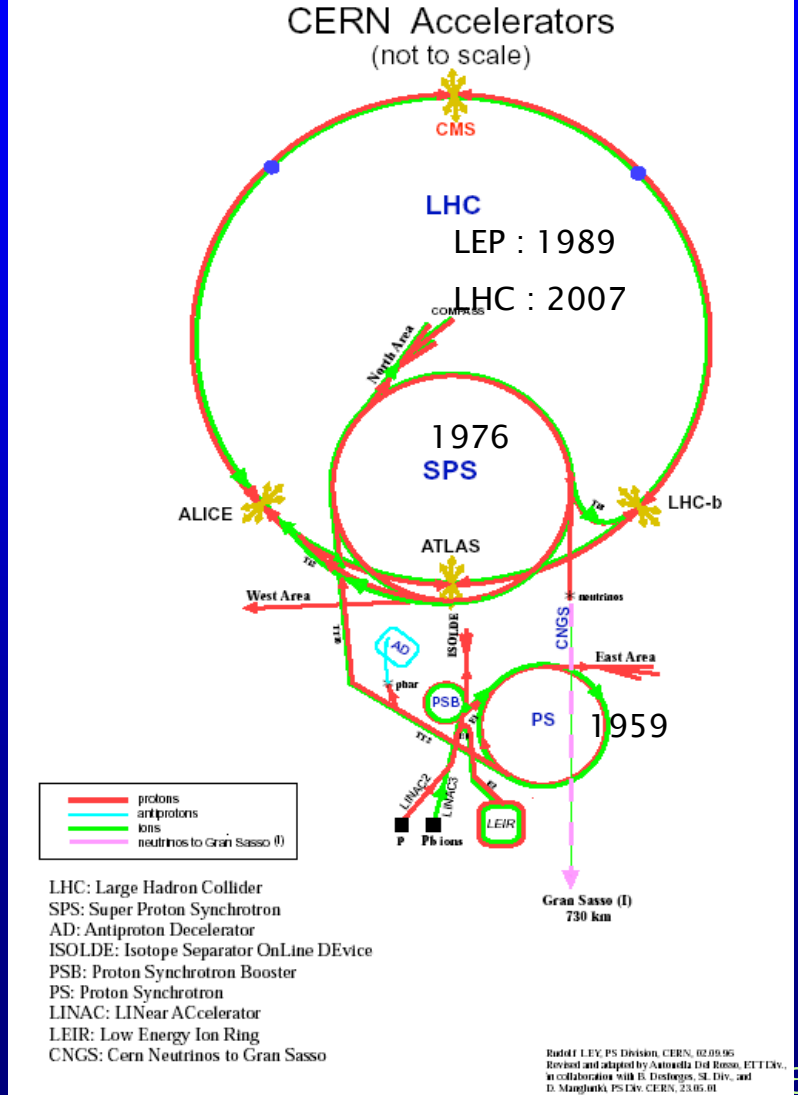 CERN Accelerators
(not to scale)
CMS
LHC
LEP : 1989
LHC : 2007
COMPASS
North Area
1976
SPS
TI8
ALICE
LHC-b
ATLAS
TI2
West Area
neutrinos
CNGS
ISOLDE
TT10
AD
East Area
pbar
PSB
PS
1959
TT2
E2
LINAC2
LINAC3
LEIR
P
Pb ions
protons
antiprotons
ions
neutrinos to Gran Sasso (I)
Gran Sasso (I)
730 km
LHC: Large Hadron Collider
SPS: Super Proton Synchrotron
AD: Antiproton Decelerator
ISOLDE: Isotope Separator OnLine DEvice
PSB: Proton Synchrotron Booster
PS: Proton Synchrotron
LINAC: LINear ACcelerator
LEIR: Low Energy Ion Ring
CNGS: Cern Neutrinos to Gran Sasso
Rudolf LEY, PS Division, CERN, 02.09.96
Revised and adapted by Antonella Del Rosso, ETT Div.,
in collaboration with B. Desforges, SL Div., and
D. Manglunki, PS Div. CERN, 23.05.01